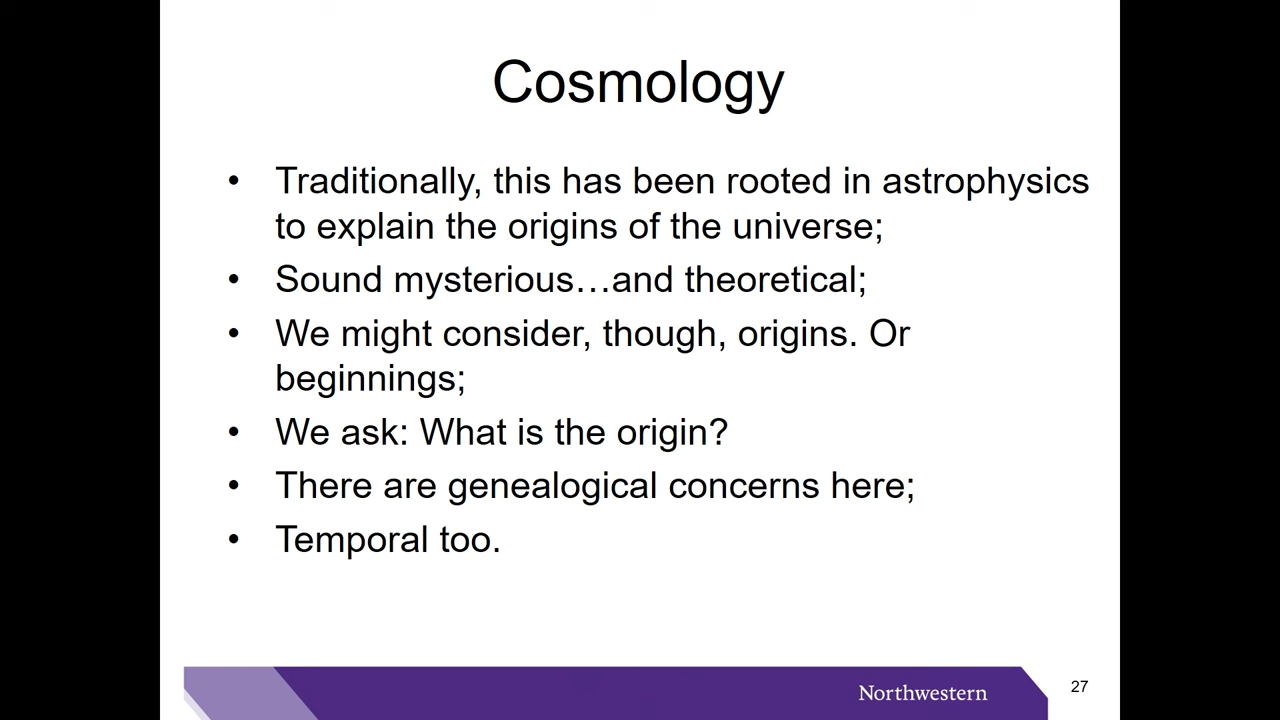 Cosmology
• Traditionally, this has been rooted in astrophysics
to explain the origins of the universe;
• Sound mysterious…and theoretical;
• We might consider, though, origins. Or
beginnings;
• We ask: What is the origin?
• There are genealogical concerns here;
• Temporal too.
Northwestern
27